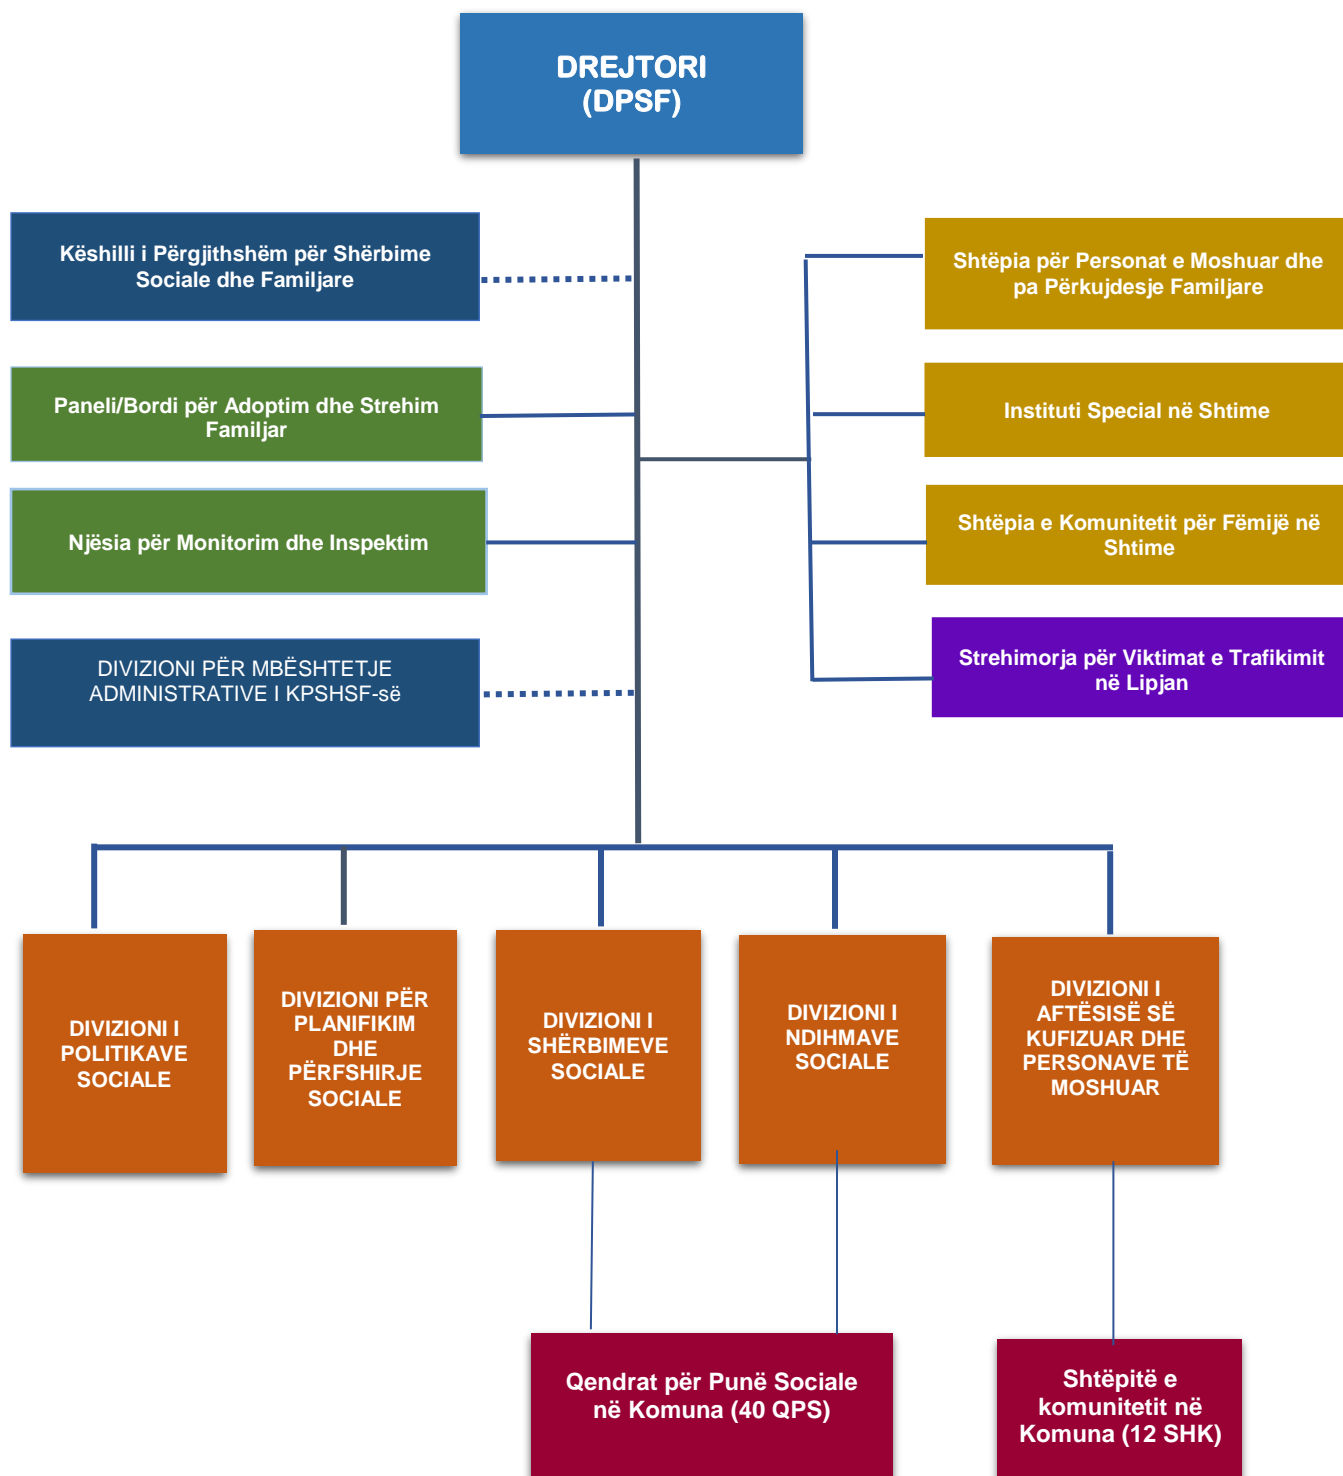 DREJTORI
(DPSF)
Këshilli i Përgjithshëm për Shërbime
Sociale dhe Familjare
Shtëpia për Personat e Moshuar dhe
pa Përkujdesje Familjare
Paneli/Bordi për Adoptim dhe Strehim
Familjar
Instituti Special në Shtime
Njësia për Monitorim dhe Inspektim
Shtëpia e Komunitetit për Fëmijë në
Shtime
DIVIZIONI PËR MBËSHTETJE
ADMINISTRATIVE I KPSHSF-së
Strehimorja për Viktimat e Trafikimit
në Lipjan
DIVIZIONI I
POLITIKAVE
SOCIALE
DIVIZIONI PËR
PLANIFIKIM
DHE
PËRFSHIRJE
SOCIALE
DIVIZIONI I
SHËRBIMEVE
SOCIALE
DIVIZIONI I
NDIHMAVE
SOCIALE
DIVIZIONI I
AFTËSISË SË
KUFIZUAR DHE
PERSONAVE TË
MOSHUAR
Qendrat për Punë Sociale
në Komuna (40 QPS)
Shtëpitë e
komunitetit në
Komuna (12 SHK)